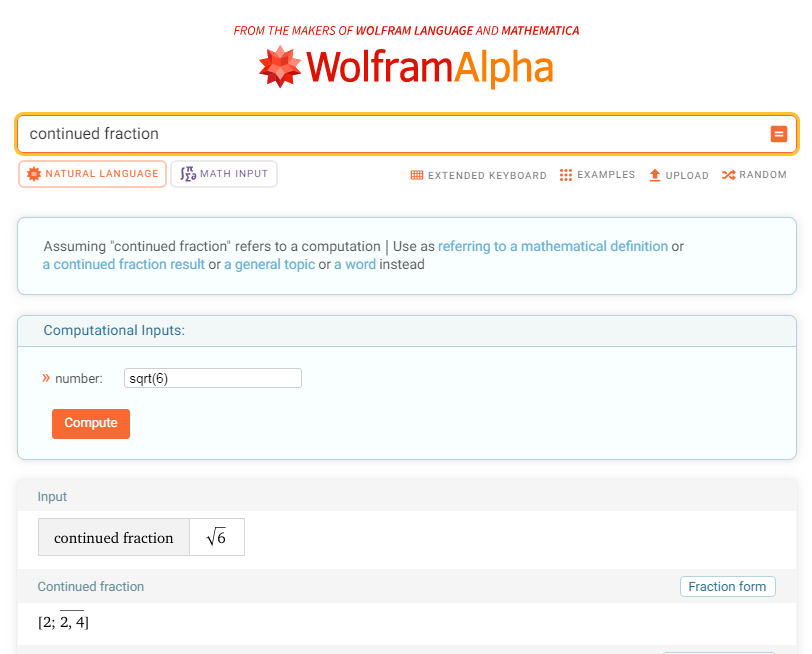 FROM THE MAKERS OF WOLFRAM LANGUAGE AND MATHEMATICA
WolframAlpha
continued fraction
NATURAL LANGUAGE
MATH INPUT
EXTENDED KEYBOARD
EXAMPLES
UPLOAD
RANDOM
Assuming "continued fraction" refers to a computation | Use as referring to a mathematical definition or
a continued fraction result or a general topic or a word instead
Computational Inputs:
» number: sqrt(6)
Compute
Input
continued fraction √6
Continued fraction
Fraction form
[2; 2, 4]